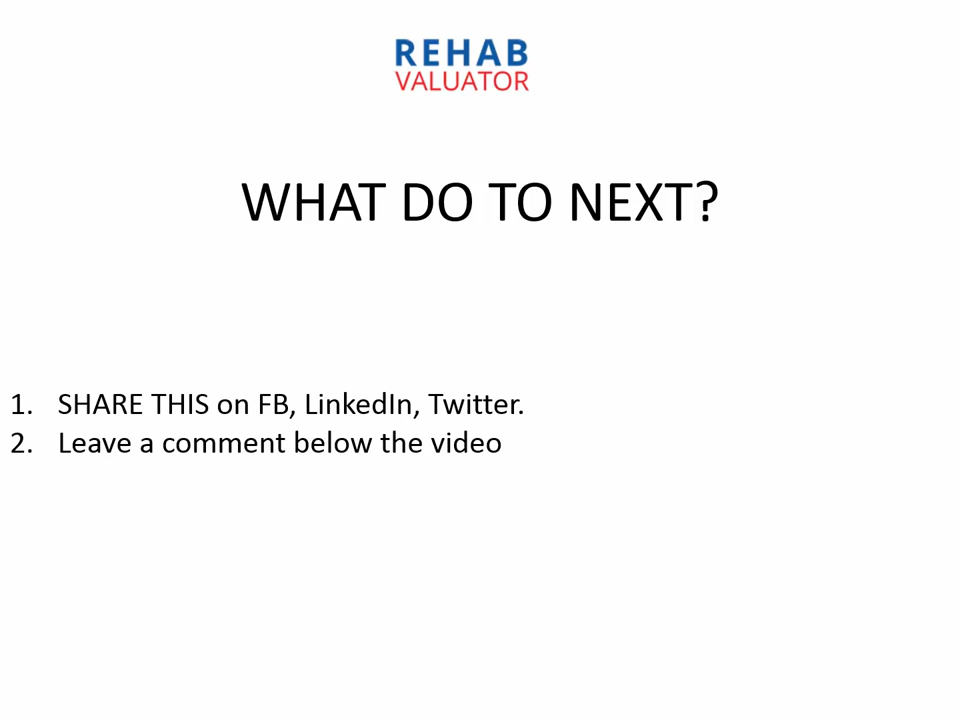 REHAB
VALUATOR
WHAT DO TO NEXT?
1. SHARE THIS on FB, LinkedIn, Twitter.
2. Leave a comment below the video